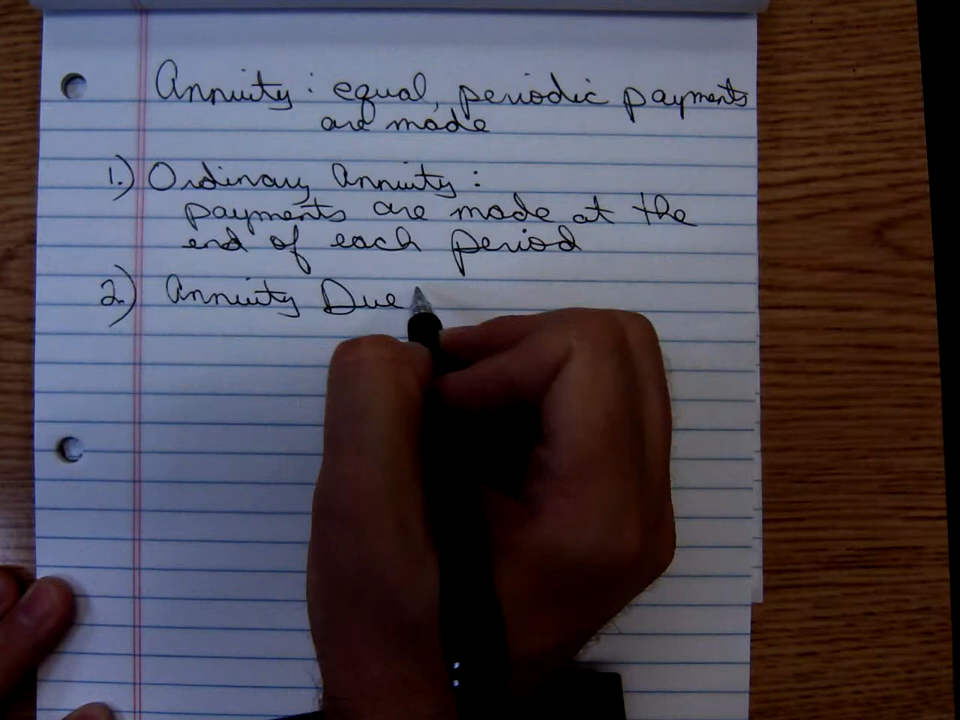 Annuity: equal, periodic payments
are made
1.) Ordinary Annuity:
payments are made at the
end of each period
2.) Annuity Due